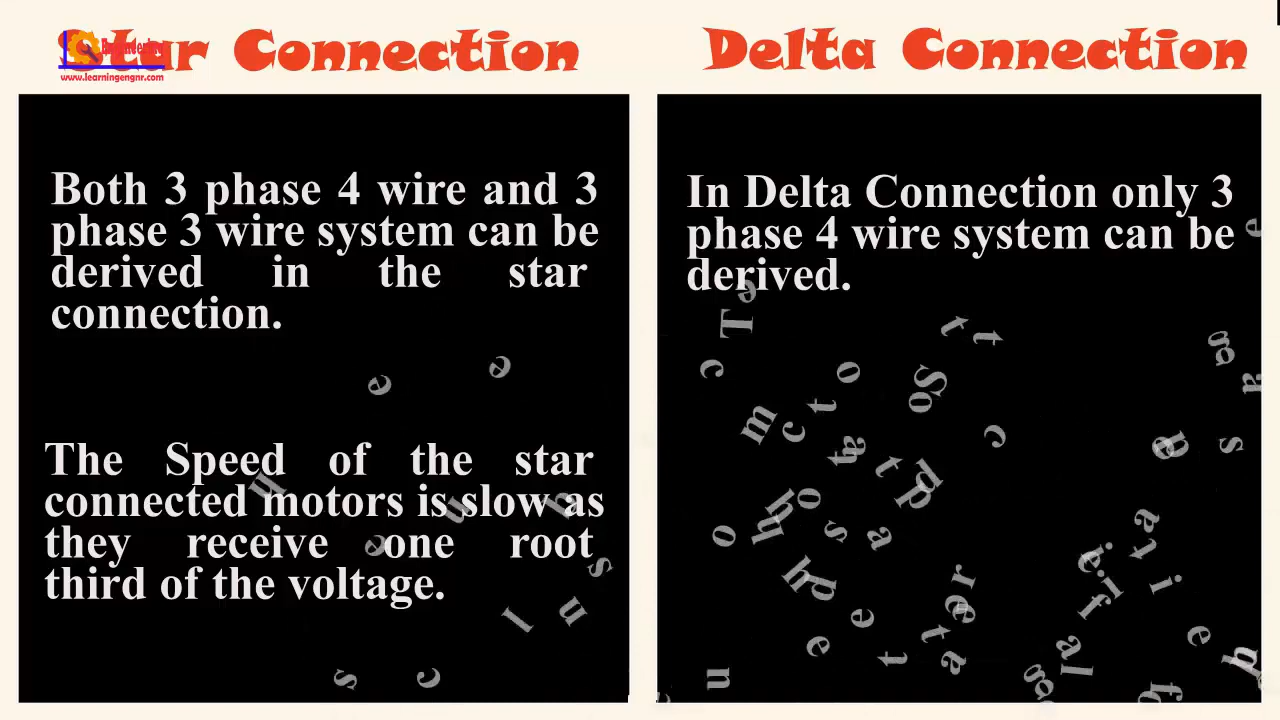 Star Connection
www.learningengnr.com
Delta Connection
Both 3 phase 4 wire and 3
phase 3 wire system can be
derived in the star
connection.
The Speed of the star
connected motors is slow as
they receive one root
third of the voltage.
In Delta Connection only 3
phase 4 wire system can be
derived.